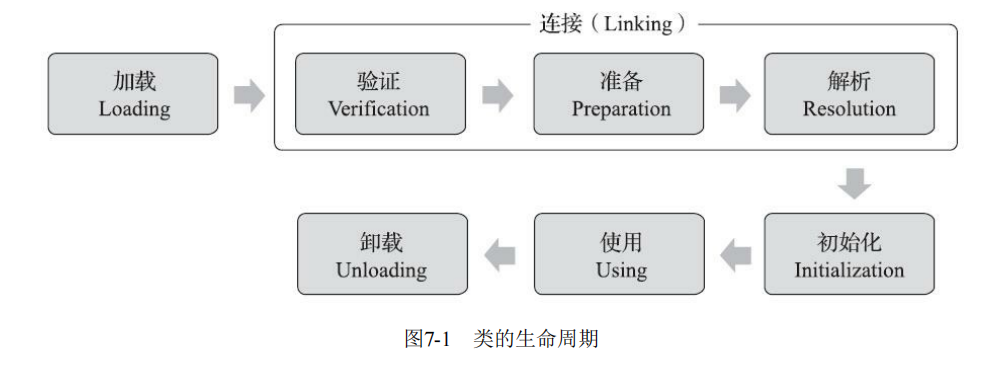 连接（Linking）
加载
Loading
验证
Verification
准备
Preparation
解析
Resolution
卸载
Unloading
使用
Using
初始化
Initialization
图7-1 类的生命周期